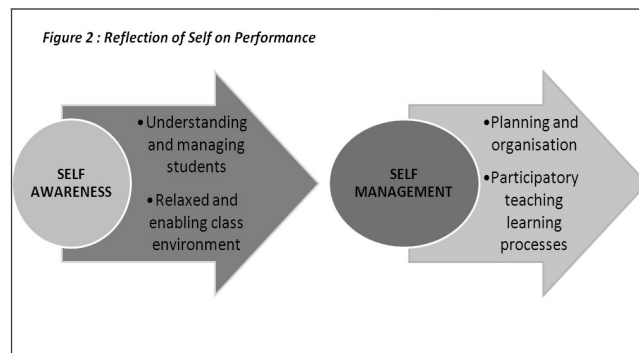 Figure 2 : Reflection of Self on Performance
SELF
AWARENESS
•Understanding
and managing
students
•Relaxed and
enabling class
environment
SELF
MANAGEMENT
•Planning and
organisation
•Participatory
teaching
learning
processes